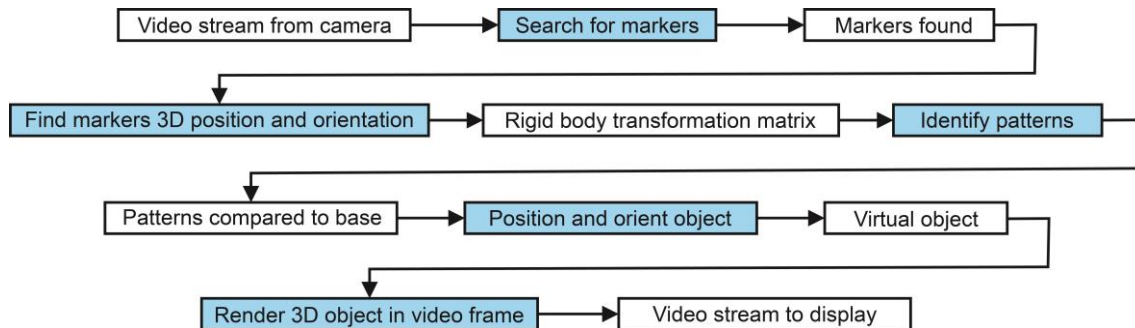 Video stream from camera
Search for markers
Markers found
Find markers 3D position and orientation
Rigid body transformation matrix
Identify patterns
Patterns compared to base
Position and orient object
Virtual object
Render 3D object in video frame
Video stream to display